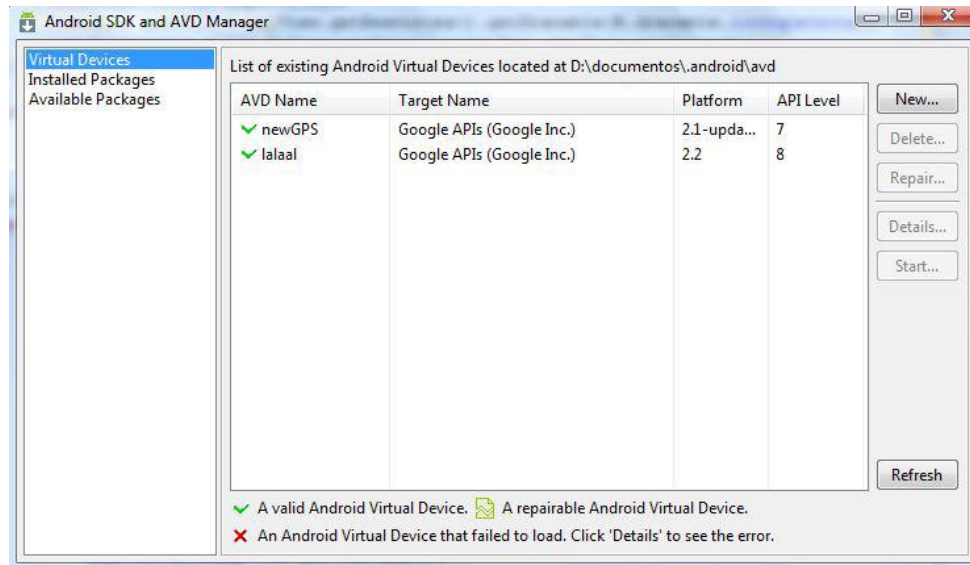 Android SDK and AVD Manager
Virtual Devices
Installed Packages
Available Packages
List of existing Android Virtual Devices located at D:\documentos\.android\avd
AVD Name Target Name Platform API Level
newGPS Google APIs (Google Inc.) 2.1-upda... 7
lalaal Google APIs (Google Inc.) 2.2 8
New...
Delete...
Repair...
Details...
Start...
Refresh
A valid Android Virtual Device. A repairable Android Virtual Device.
An Android Virtual Device that failed to load. Click 'Details' to see the error.